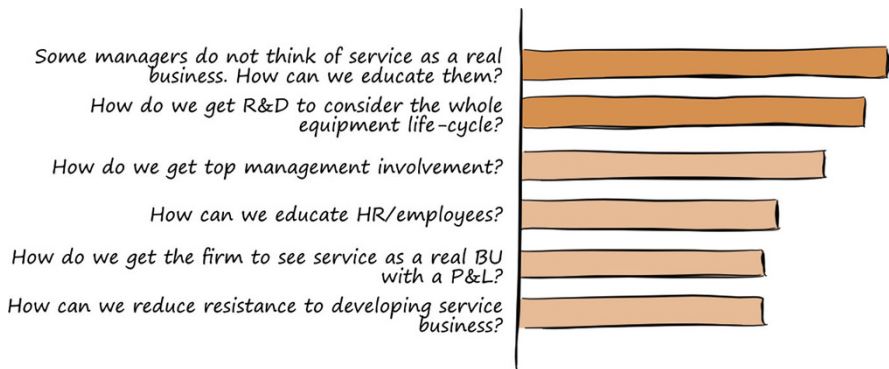 Some managers do not think of service as a real
business. How can we educate them?
How do we get R&D to consider the whole
equipment life-cycle?
How do we get top management involvement?
How can we educate HR/employees?
How do we get the firm to see service as a real BU
with a P&L?
How can we reduce resistance to developing service
business?